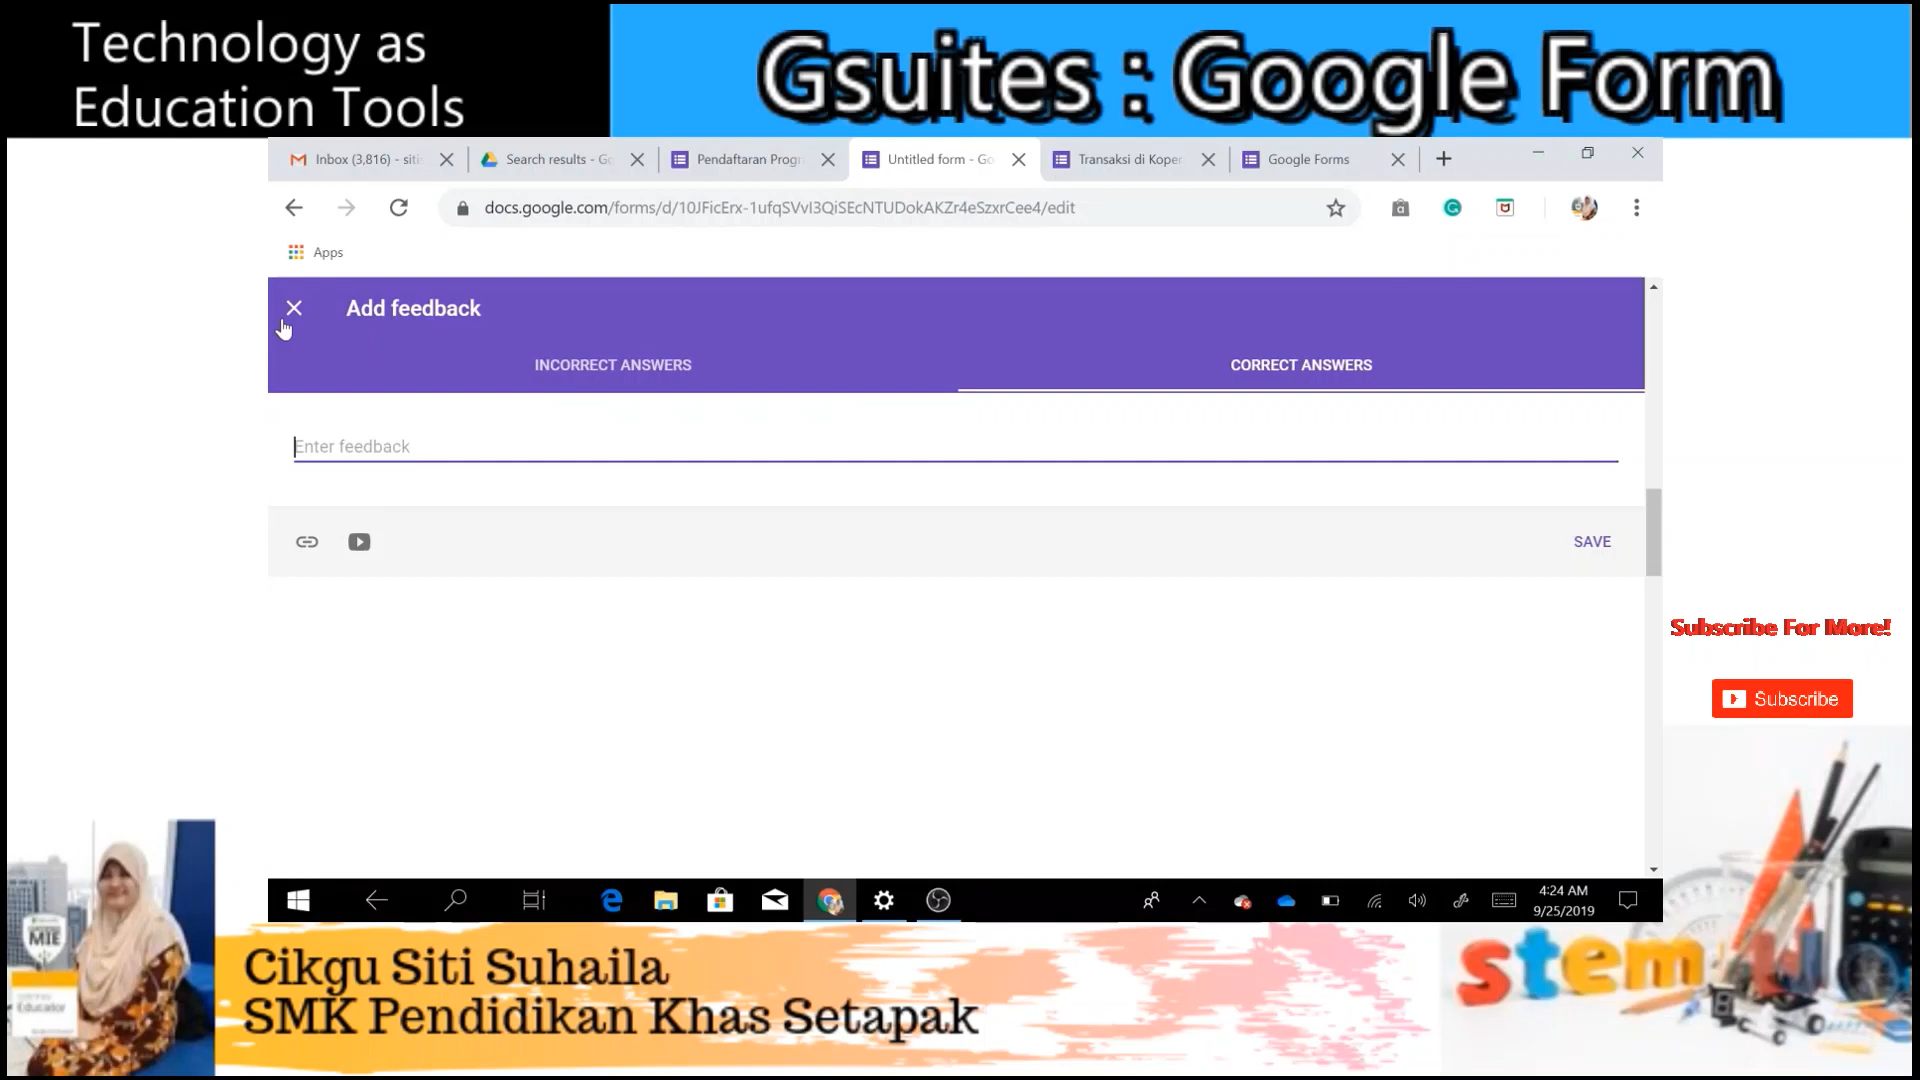 Technology as
Education Tools
Gsuites : Google Form
Inbox (3,816) - siti
Search results - Go
Pendaftaran Progr
Untitled form - Go
Transaksi di Koper
Google Forms
docs.google.com/forms/d/10JFicErx-1ufqSVvI3QiSEcNTUDokAKZr4eSzxrCee4/edit
Apps
Add feedback
INCORRECT ANSWERS
CORRECT ANSWERS
Enter feedback
SAVE
Subscribe For More!
Subscribe
4:24 AM
9/25/2019
MIE
Educator
Cikgu Siti Suhaila
SMK Pendidikan Khas Setapak
stem